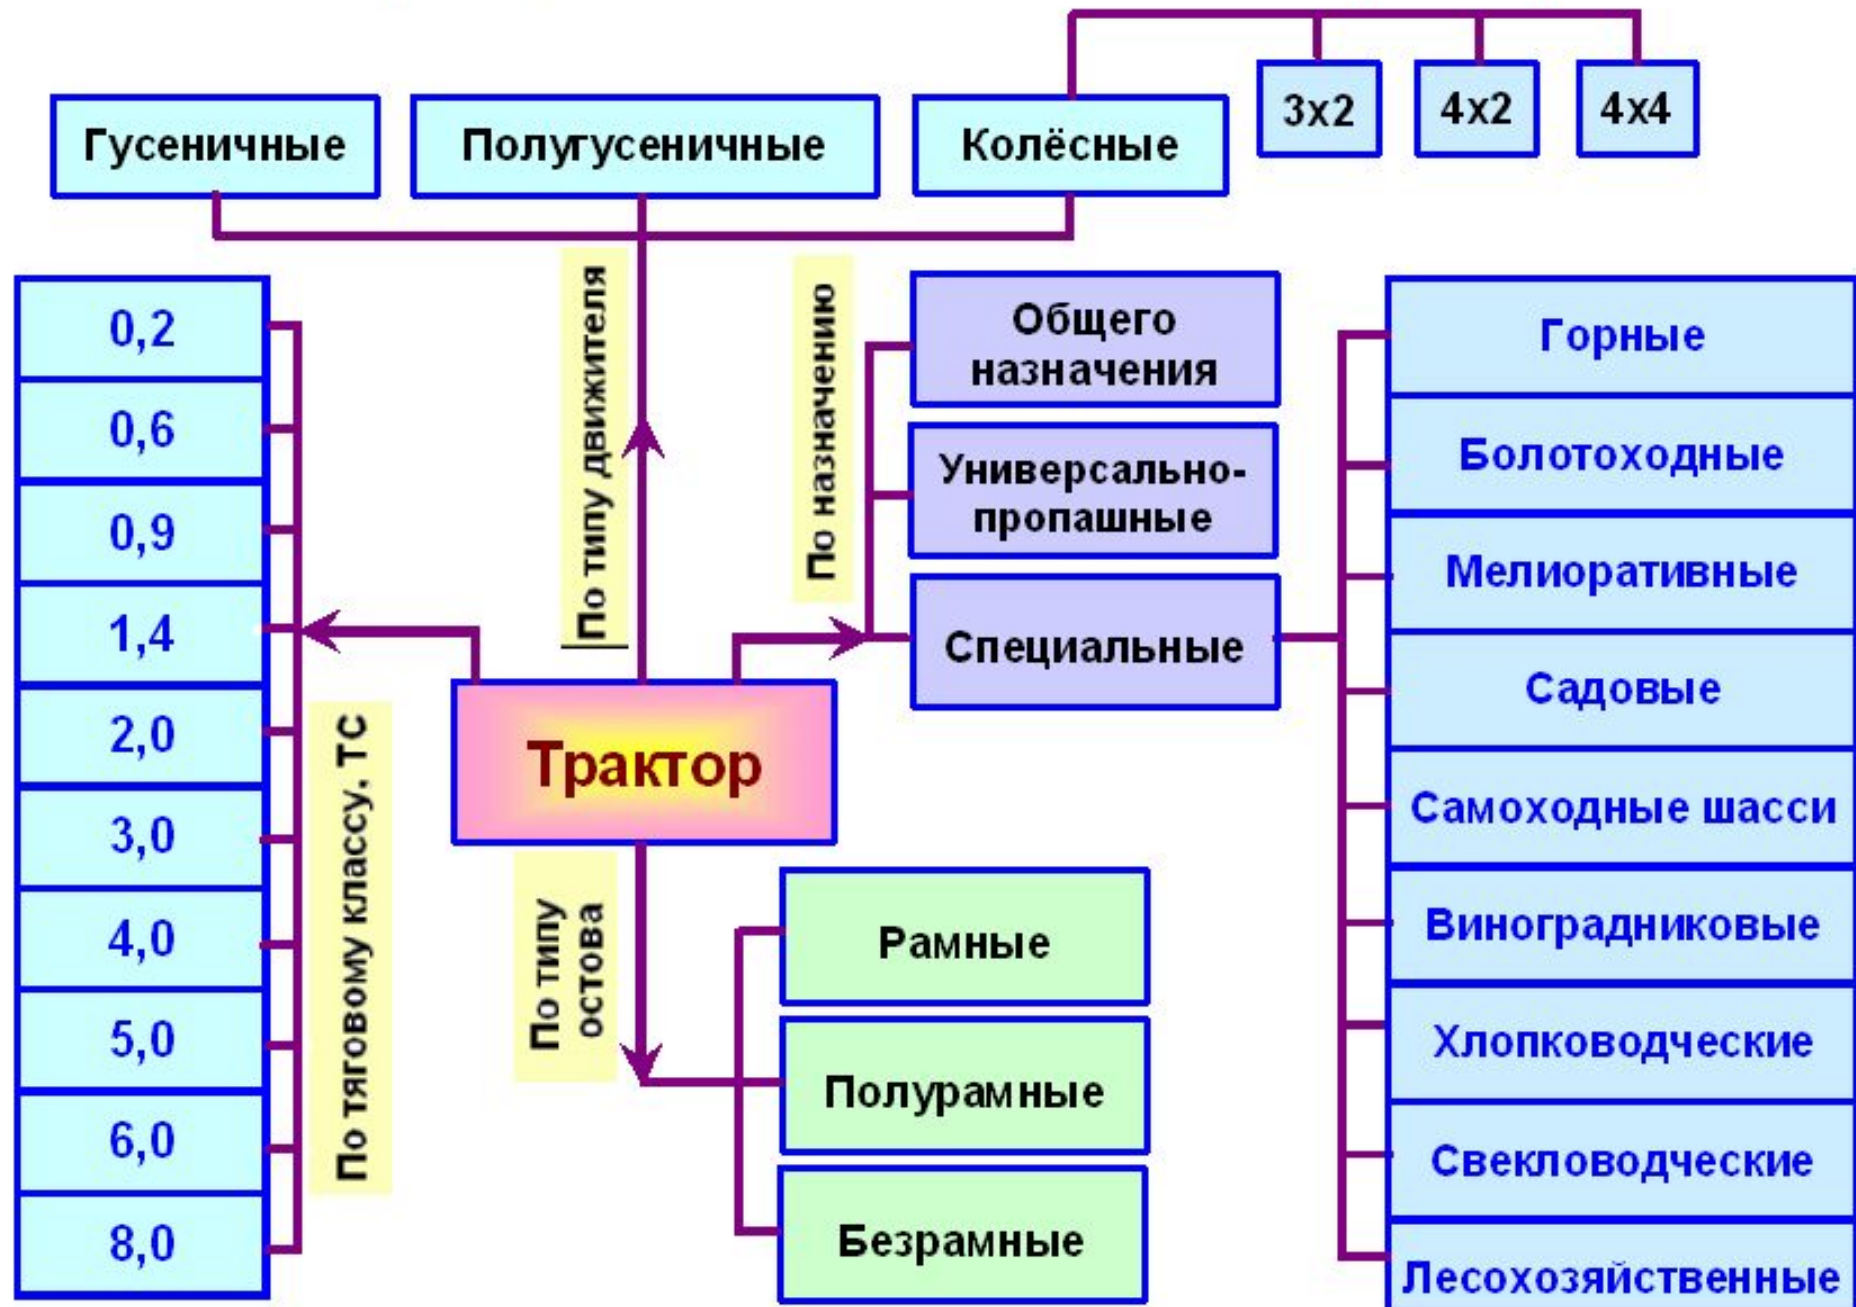 3х2
4х2
4х4
Гусеничные
Полугусеничные
Колёсные
По типу движителя
По назначению
Общего
назначения
Универсально-
пропашные
Специальные
Горные
Болотоходные
Мелиоративные
Садовые
Самоходные шасси
Виноградниковые
Хлопководческие
Свекловодческие
Лесохозяйственные
0,2
0,6
0,9
1,4
2,0
3,0
4,0
5,0
6,0
8,0
По тяговому классу, ТС
Трактор
По типу
остова
Рамные
Полурамные
Безрамные